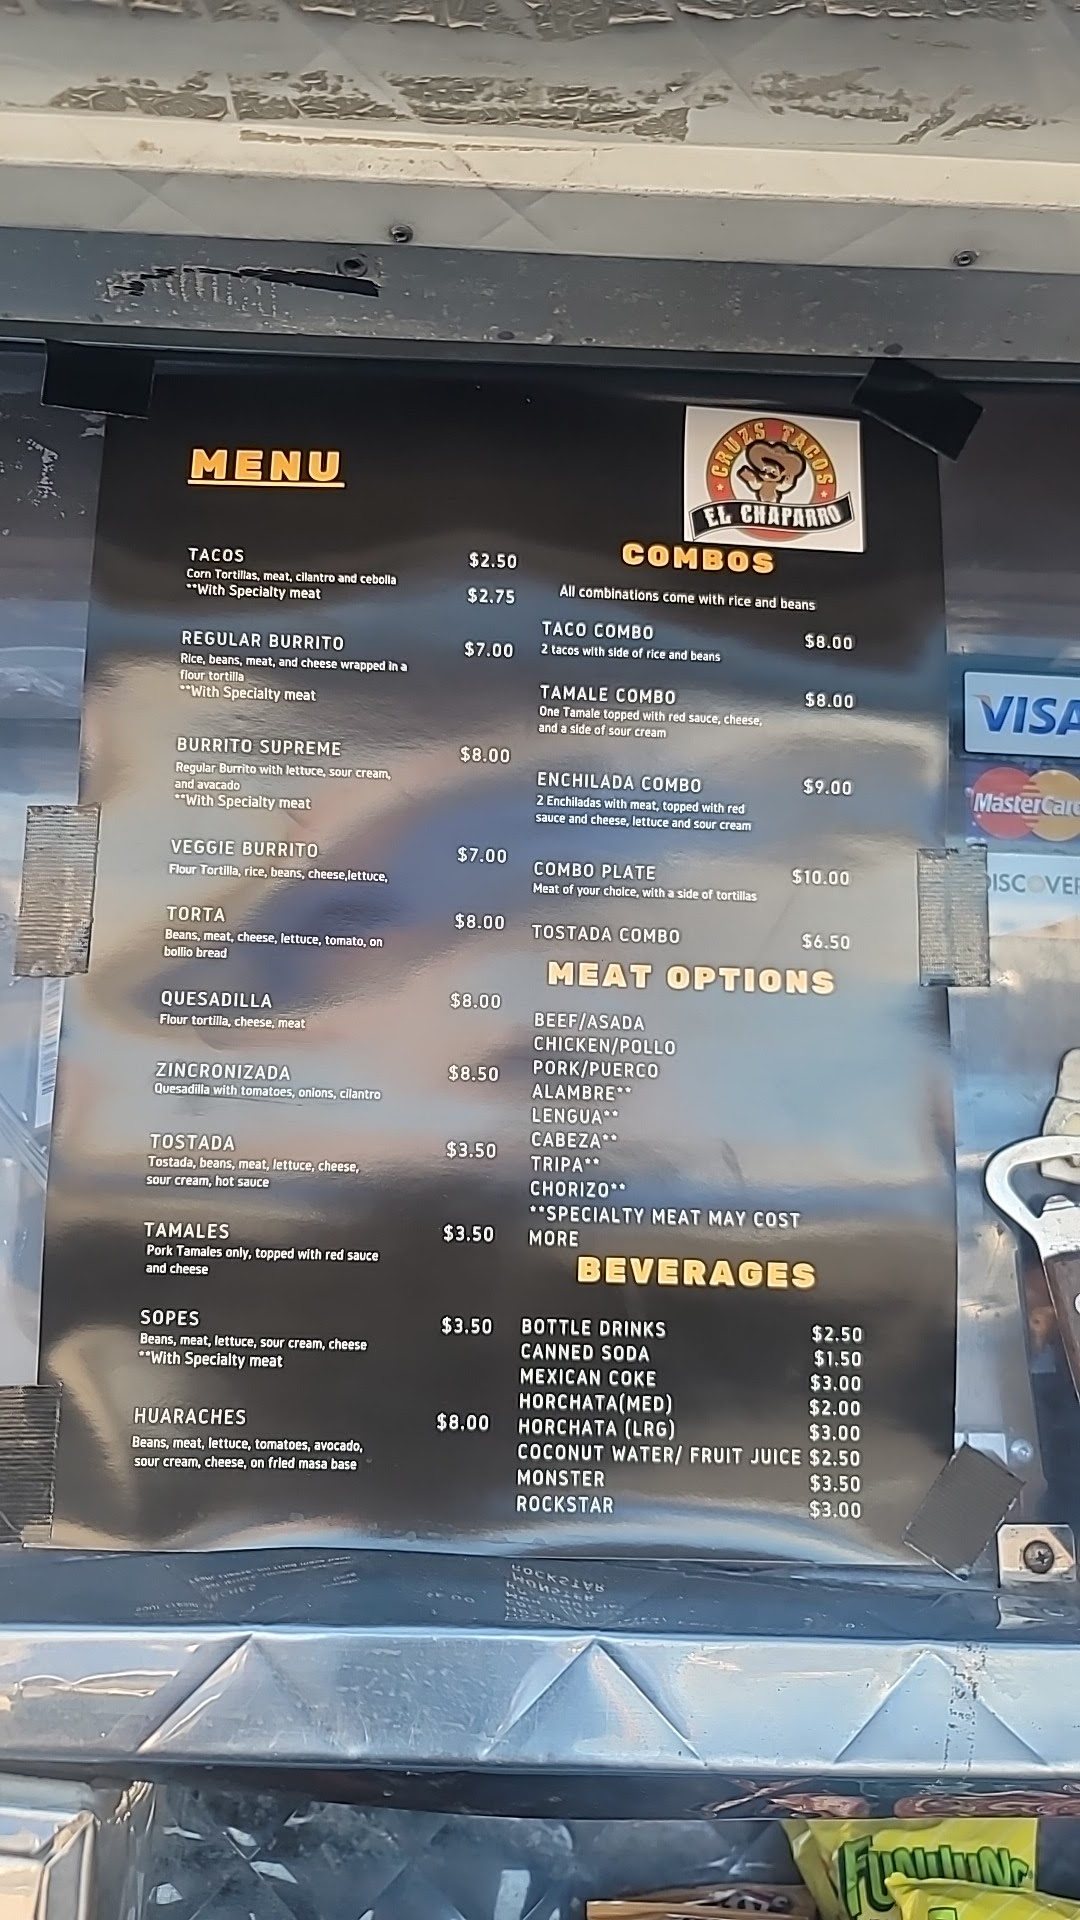 MENU
TACOS $2.50
Corn Tortillas, meat, cilantro and cebolla
**With Specialty meat $2.75
REGULAR BURRITO $7.00
Rice, beans, meat, and cheese wrapped in a
flour tortilla
**With Specialty meat
BURRITO SUPREME $8.00
Regular Burrito with lettuce, sour cream,
and avacado
**With Specialty meat
VEGGIE BURRITO $7.00
Flour Tortilla, rice, beans, cheese,lettuce,
TORTA $8.00
Beans, meat, cheese, lettuce, tomato, on
bollio bread
QUESADILLA $8.00
Flour tortilla, cheese, meat
ZINCRONIZADA $8.50
Quesadilla with tomatoes, onions, cilantro
TOSTADA $3.50
Tostada, beans, meat, lettuce, cheese,
sour cream, hot sauce
TAMALES $3.50
Pork Tamales only, topped with red sauce
and cheese
SOPES $3.50
Beans, meat, lettuce, sour cream, cheese
**With Specialty meat
HUARACHES $8.00
Beans, meat, lettuce, tomatoes, avocado,
sour cream, cheese, on fried masa base
CRUZS TACOS
EL CHAPARRO
COMBOS
All combinations come with rice and beans
TACO COMBO $8.00
2 tacos with side of rice and beans
TAMALE COMBO $8.00
One Tamale topped with red sauce, cheese,
and a side of sour cream
ENCHILADA COMBO $9.00
2 Enchiladas with meat, topped with red
sauce and cheese, lettuce and sour cream
COMBO PLATE $10.00
Meat of your choice, with a side of tortillas
TOSTADA COMBO $6.50
MEAT OPTIONS
BEEF/ASADA
CHICKEN/POLLO
PORK/PUERCO
ALAMBRE**
LENGUA**
CABEZA**
TRIPA**
CHORIZO**
**SPECIALTY MEAT MAY COST
MORE
BEVERAGES
BOTTLE DRINKS $2.50
CANNED SODA $1.50
MEXICAN COKE $3.00
HORCHATA(MED) $2.00
HORCHATA (LRG) $3.00
COCONUT WATER/ FRUIT JUICE $2.50
MONSTER $3.50
ROCKSTAR $3.00
VISA
MasterCard
DISCOVER